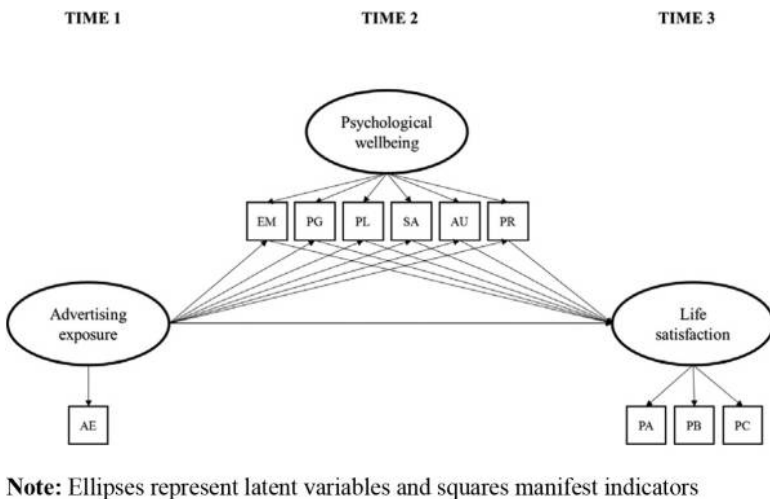 TIME 1 TIME 2 TIME 3
Psychological
wellbeing
EM PG PL SA AU PR
Advertising
exposure
Life
satisfaction
AE
PA PB PC
Note: Ellipses represent latent variables and squares manifest indicators